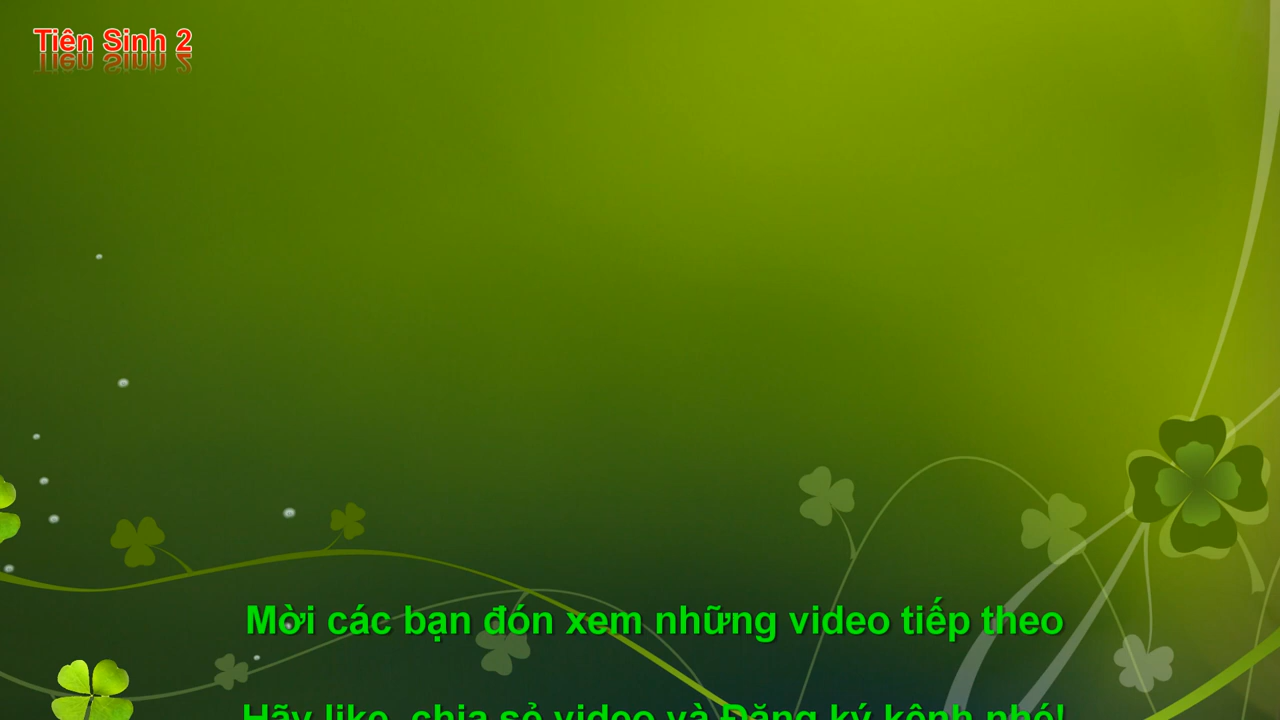 Tiên Sinh 2
Mời các bạn đón xem những video tiếp theo
Hãy like, chia sẻ video và Đăng ký kênh nhé!